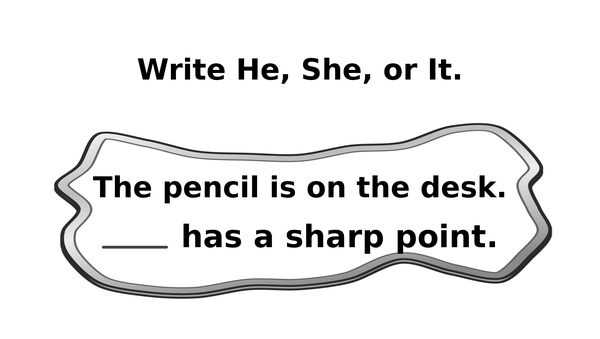 Write He, She, or It.
The pencil is on the desk.
____ has a sharp point.